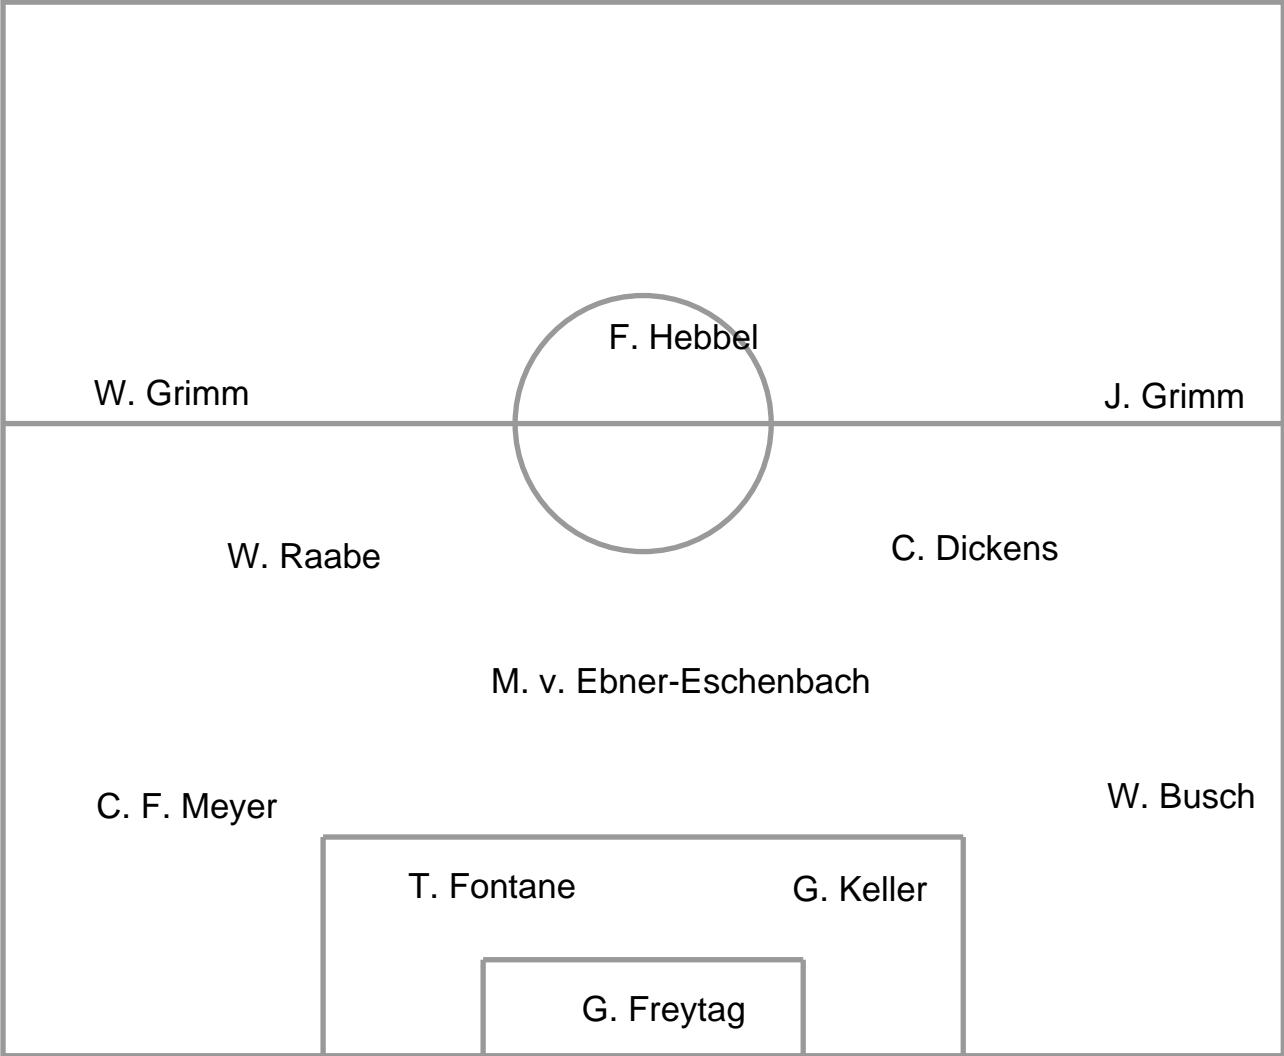 F. Hebbel
W. Grimm
J. Grimm
W. Raabe
C. Dickens
M. v. Ebner-Eschenbach
C. F. Meyer
W. Busch
T. Fontane
G. Keller
G. Freytag